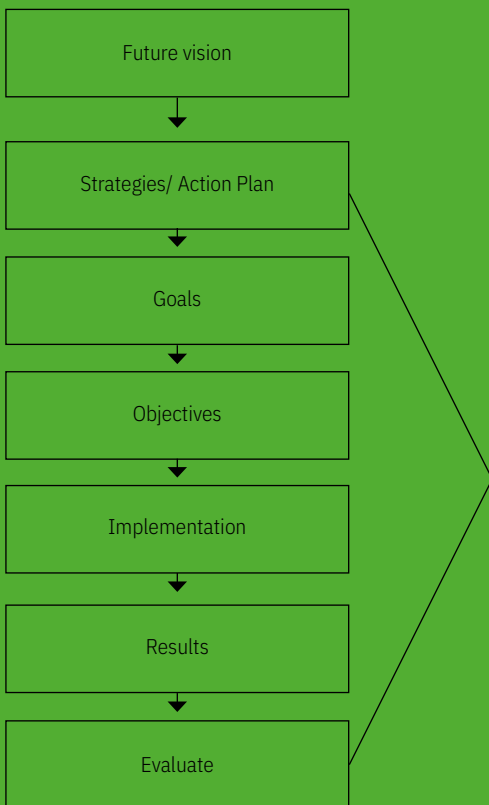 Future vision
Strategies/ Action Plan
Goals
Objectives
Implementation
Results
Evaluate